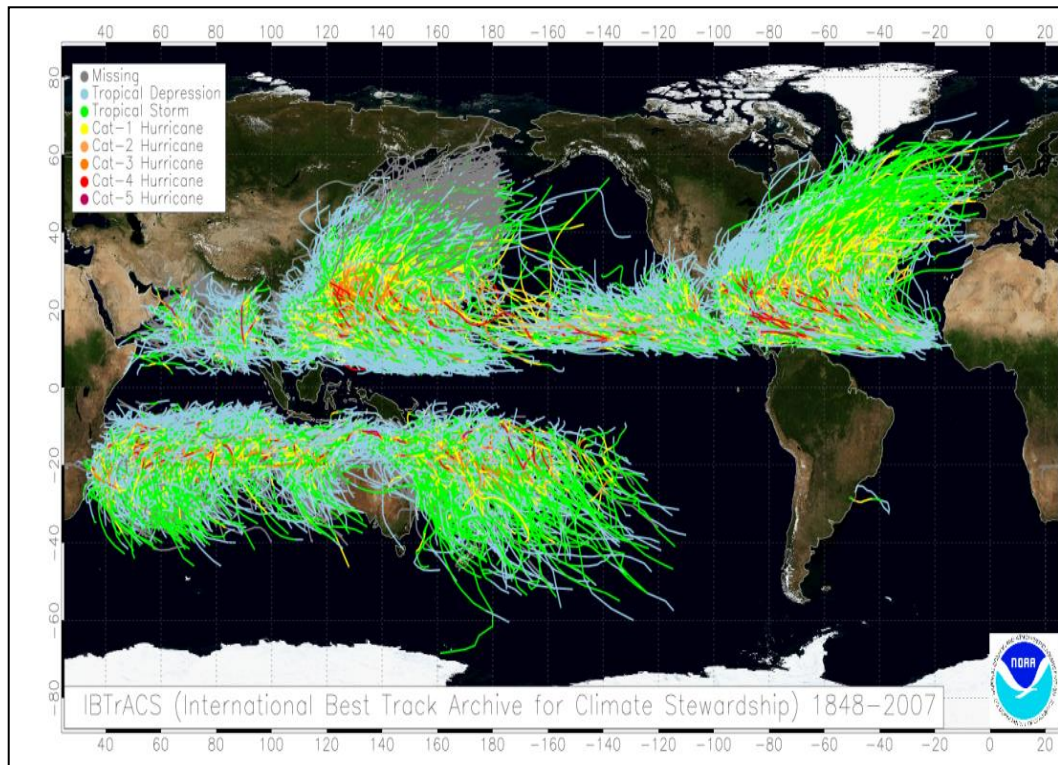 40 60 80 100 120 140 160 180 -160 -140 -120 -100 -80 -60 -40 -20 0 20
Missing
Tropical Depression
Tropical Storm
Cat-1 Hurricane
Cat-2 Hurricane
Cat-3 Hurricane
Cat-4 Hurricane
Cat-5 Hurricane
80
60
40
20
0
-20
-40
-60
-80
NOAA
IBTrACS (International Best Track Archive for Climate Stewardship) 1848-2007
40 60 80 100 120 140 160 180 -160 -140 -120 -100 -80 -60 -40 -20 0 20